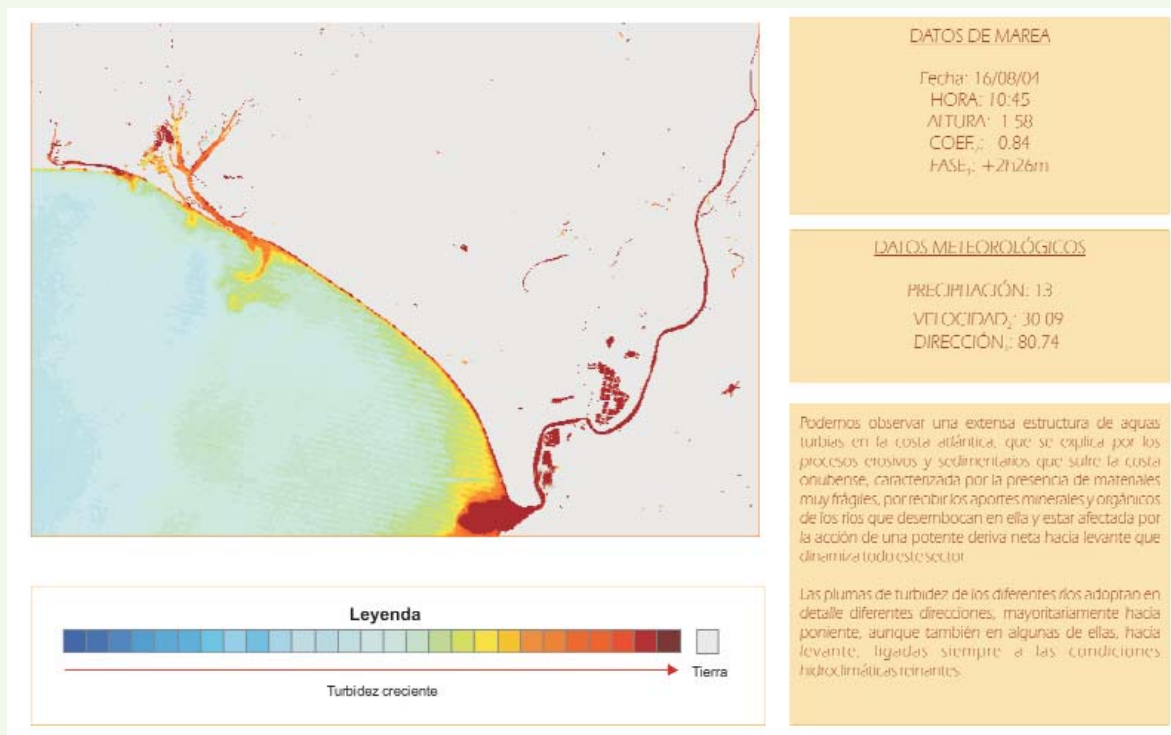 DATOS DE MAREA
Fecha: 16/08/04
HORA: 10:45
ALTURA: 1.58
COEF.: 0.84
FASE: +2h26m
DATOS METEOROLÓGICOS
PRECIPITACIÓN: 13
VELOCIDAD2: 30.09
DIRECCIÓN: 80.74
Podemos observar una extensa estructura de aguas
turbias en la costa atlántica, que se explica por los
procesos erosivos y sedimentarios que sufre la costa
onubense, caracterizada por la presencia de materiales
muy frágiles, por recibir los aportes minerales y orgánicos
de los ríos que desembocan en ella y estar afectada por
la acción de una potente deriva neta hacia levante que
dinamiza todo este sector.
Las plumas de turbidez de los diferentes ríos adoptan en
detalle diferentes direcciones, mayoritariamente hacia
poniente, aunque también en algunas de ellas, hacia
levante, ligadas siempre a las condiciones
hidroclimáticas reinantes.
Leyenda
Tierra
Turbidez creciente